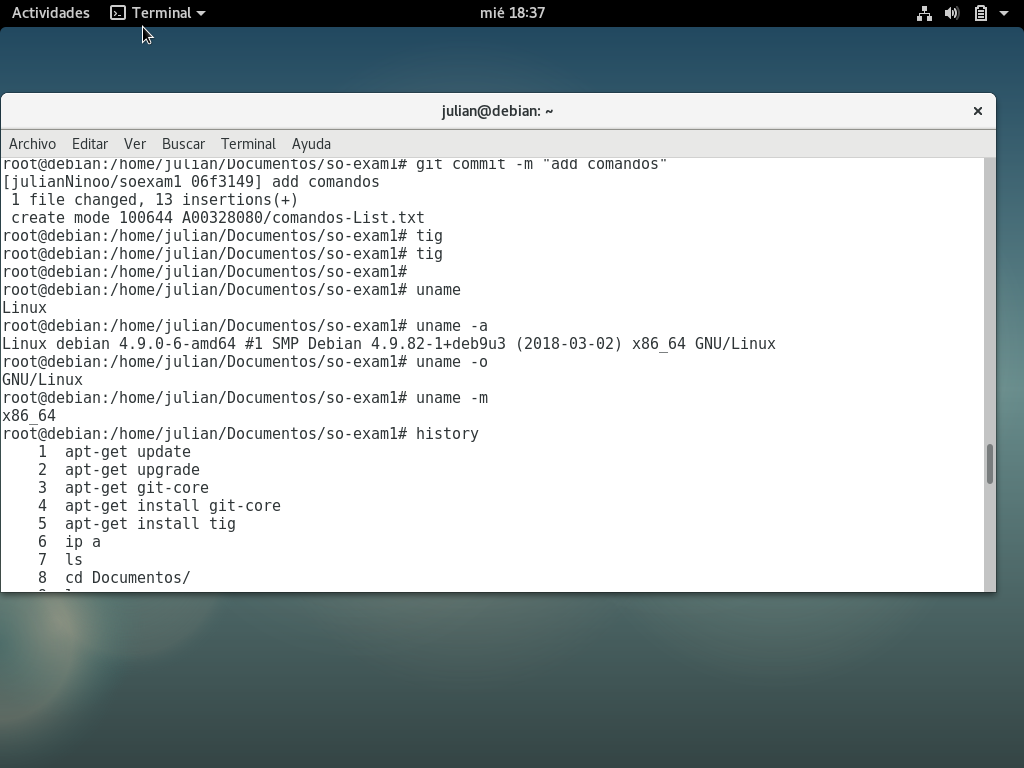 Actividades Terminal mié 18:37
julian@debian: ~
Archivo Editar Ver Buscar Terminal Ayuda
root@debian:/home/julian/Documentos/so-exam1# git commit -m "add comandos"
[julianNinoo/soexam1 06f3149] add comandos
 1 file changed, 13 insertions(+)
 create mode 100644 A00328080/comandos-List.txt
root@debian:/home/julian/Documentos/so-exam1# tig
root@debian:/home/julian/Documentos/so-exam1# tig
root@debian:/home/julian/Documentos/so-exam1#
root@debian:/home/julian/Documentos/so-exam1# uname
Linux
root@debian:/home/julian/Documentos/so-exam1# uname -a
Linux debian 4.9.0-6-amd64 #1 SMP Debian 4.9.82-1+deb9u3 (2018-03-02) x86_64 GNU/Linux
root@debian:/home/julian/Documentos/so-exam1# uname -o
GNU/Linux
root@debian:/home/julian/Documentos/so-exam1# uname -m
x86_64
root@debian:/home/julian/Documentos/so-exam1# history
    1  apt-get update
    2  apt-get upgrade
    3  apt-get git-core
    4  apt-get install git-core
    5  apt-get install tig
    6  ip a
    7  ls
    8  cd Documentos/